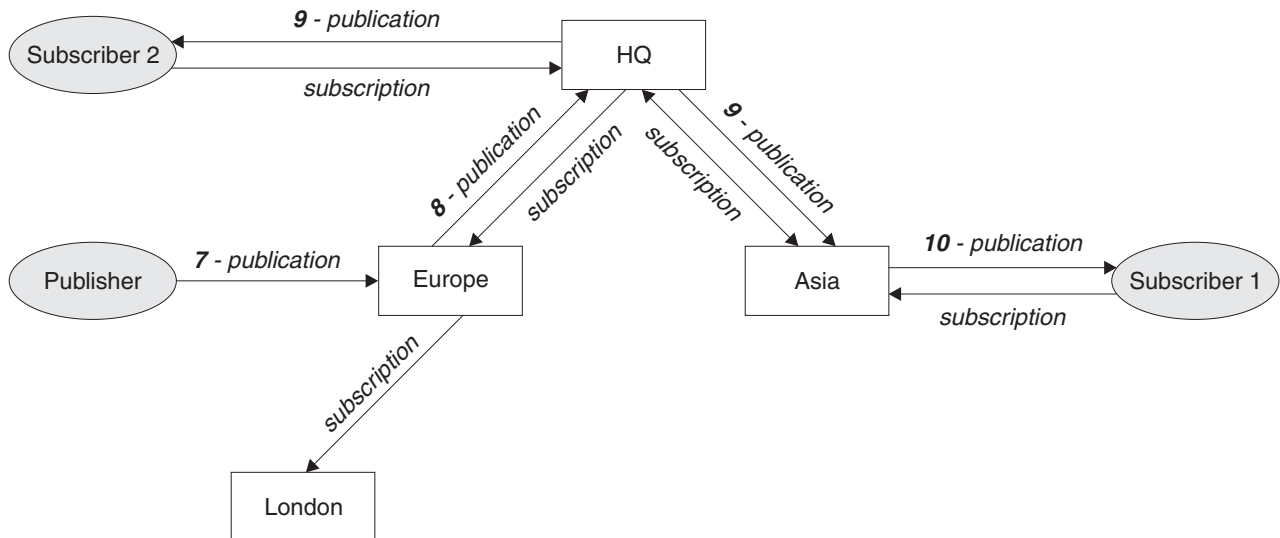 9 - publication
Subscriber 2
HQ
subscription
9 - publication
subscription
8 - publication
subscription
7 - publication
Publisher
Europe
Asia
10 - publication
Subscriber 1
subscription
subscription
London